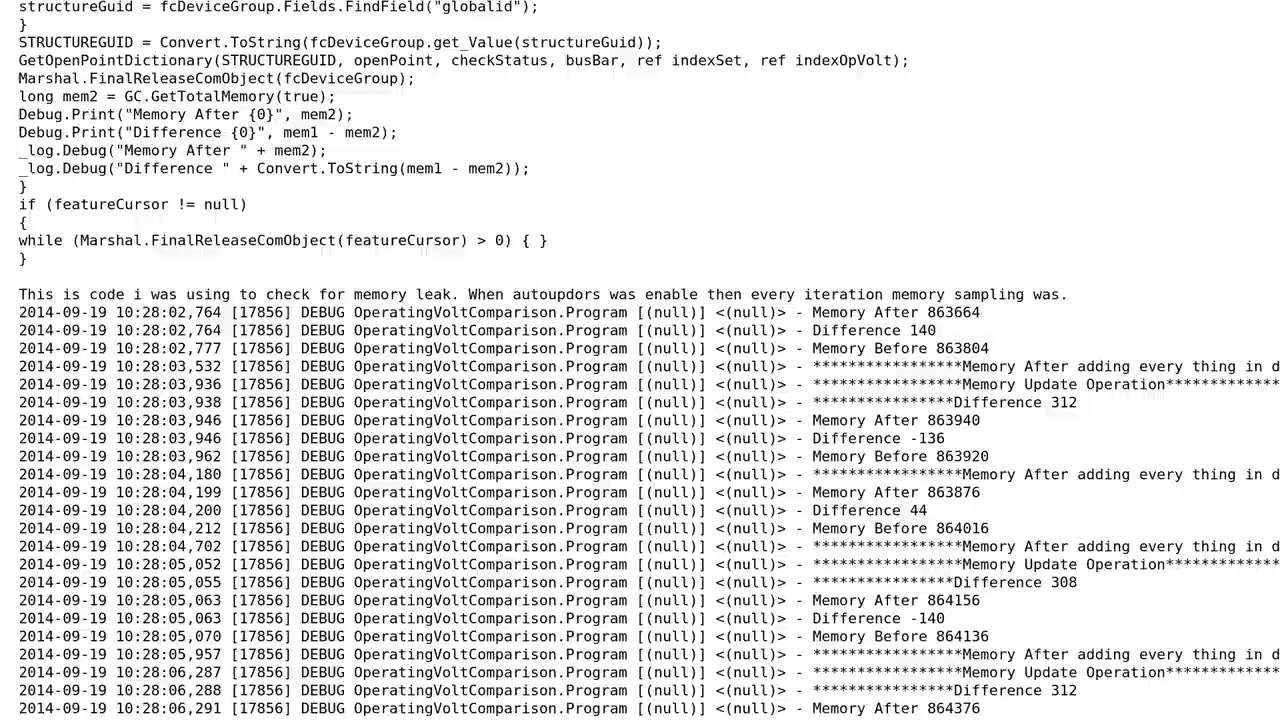 structureGuid = fcDeviceGroup.Fields.FindField("globalid");
}
STRUCTUREGUID = Convert.ToString(fcDeviceGroup.get_Value(structureGuid));
GetOpenPointDictionary(STRUCTUREGUID, openPoint, checkStatus, busBar, ref indexSet, ref indexOpVolt);
Marshal.FinalReleaseComObject(fcDeviceGroup);
long mem2 = GC.GetTotalMemory(true);
Debug.Print("Memory After {0}", mem2);
Debug.Print("Difference {0}", mem1 - mem2);
_log.Debug("Memory After " + mem2);
_log.Debug("Difference " + Convert.ToString(mem1 - mem2));
}
if (featureCursor != null)
{
while (Marshal.FinalReleaseComObject(featureCursor) > 0) { }
}
This is code i was using to check for memory leak. When autoupdors was enable then every iteration memory sampling was.
2014-09-19 10:28:02,764 [17856] DEBUG OperatingVoltComparison.Program [(null)] <(null)> - Memory After 863664
2014-09-19 10:28:02,764 [17856] DEBUG OperatingVoltComparison.Program [(null)] <(null)> - Difference 140
2014-09-19 10:28:02,777 [17856] DEBUG OperatingVoltComparison.Program [(null)] <(null)> - Memory Before 863804
2014-09-19 10:28:03,532 [17856] DEBUG OperatingVoltComparison.Program [(null)] <(null)> - *****************Memory After adding every thing in d
2014-09-19 10:28:03,936 [17856] DEBUG OperatingVoltComparison.Program [(null)] <(null)> - *****************Memory Update Operation*************
2014-09-19 10:28:03,938 [17856] DEBUG OperatingVoltComparison.Program [(null)] <(null)> - ****************Difference 312
2014-09-19 10:28:03,946 [17856] DEBUG OperatingVoltComparison.Program [(null)] <(null)> - Memory After 863940
2014-09-19 10:28:03,946 [17856] DEBUG OperatingVoltComparison.Program [(null)] <(null)> - Difference -136
2014-09-19 10:28:03,962 [17856] DEBUG OperatingVoltComparison.Program [(null)] <(null)> - Memory Before 863920
2014-09-19 10:28:04,180 [17856] DEBUG OperatingVoltComparison.Program [(null)] <(null)> - *****************Memory After adding every thing in d
2014-09-19 10:28:04,199 [17856] DEBUG OperatingVoltComparison.Program [(null)] <(null)> - Memory After 863876
2014-09-19 10:28:04,200 [17856] DEBUG OperatingVoltComparison.Program [(null)] <(null)> - Difference 44
2014-09-19 10:28:04,212 [17856] DEBUG OperatingVoltComparison.Program [(null)] <(null)> - Memory Before 864016
2014-09-19 10:28:04,702 [17856] DEBUG OperatingVoltComparison.Program [(null)] <(null)> - *****************Memory After adding every thing in d
2014-09-19 10:28:05,052 [17856] DEBUG OperatingVoltComparison.Program [(null)] <(null)> - *****************Memory Update Operation*************
2014-09-19 10:28:05,055 [17856] DEBUG OperatingVoltComparison.Program [(null)] <(null)> - ****************Difference 308
2014-09-19 10:28:05,063 [17856] DEBUG OperatingVoltComparison.Program [(null)] <(null)> - Memory After 864156
2014-09-19 10:28:05,063 [17856] DEBUG OperatingVoltComparison.Program [(null)] <(null)> - Difference -140
2014-09-19 10:28:05,070 [17856] DEBUG OperatingVoltComparison.Program [(null)] <(null)> - Memory Before 864136
2014-09-19 10:28:05,957 [17856] DEBUG OperatingVoltComparison.Program [(null)] <(null)> - *****************Memory After adding every thing in d
2014-09-19 10:28:06,287 [17856] DEBUG OperatingVoltComparison.Program [(null)] <(null)> - *****************Memory Update Operation*************
2014-09-19 10:28:06,288 [17856] DEBUG OperatingVoltComparison.Program [(null)] <(null)> - ****************Difference 312
2014-09-19 10:28:06,291 [17856] DEBUG OperatingVoltComparison.Program [(null)] <(null)> - Memory After 864376